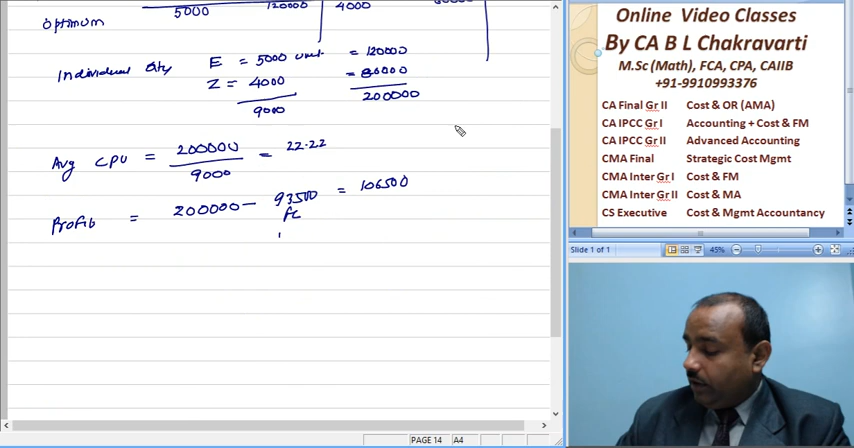 5000 120000 4000
optimum
Individual Qty E = 5000 unit = 120000
Z = 4000 = 80000
9000 200000
Avg CPU = 200000 / 9000 = 22.22
Profit = 200000 - 93500 = 106500
FC
Online Video Classes
By CA B L Chakravarti
M.Sc (Math), FCA, CPA, CAIIB
+91-9910993376
CA Final Gr II Cost & OR (AMA)
CA IPCC Gr I Accounting + Cost & FM
CA IPCC Gr II Advanced Accounting
CMA Final Strategic Cost Mgmt
CMA Inter Gr I Cost & FM
CMA Inter Gr II Cost & MA
CS Executive Cost & Mgmt Accountancy
Slide 1 of 1 45%
PAGE 14 A4